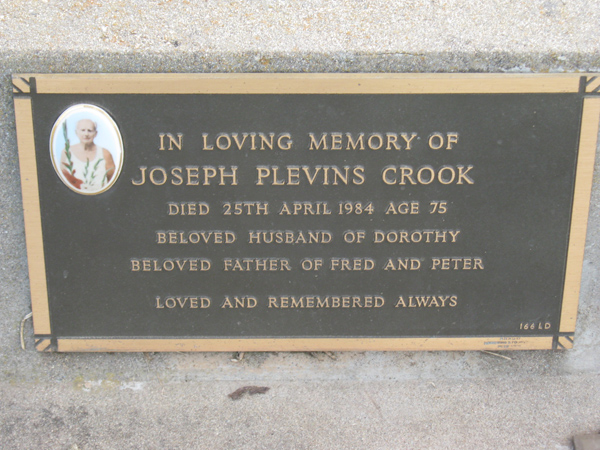 IN LOVING MEMORY OF
JOSEPH PLEVINS CROOK
DIED 25TH APRIL 1984 AGE 75
BELOVED HUSBAND OF DOROTHY
BELOVED FATHER OF FRED AND PETER
LOVED AND REMEMBERED ALWAYS
166 LD